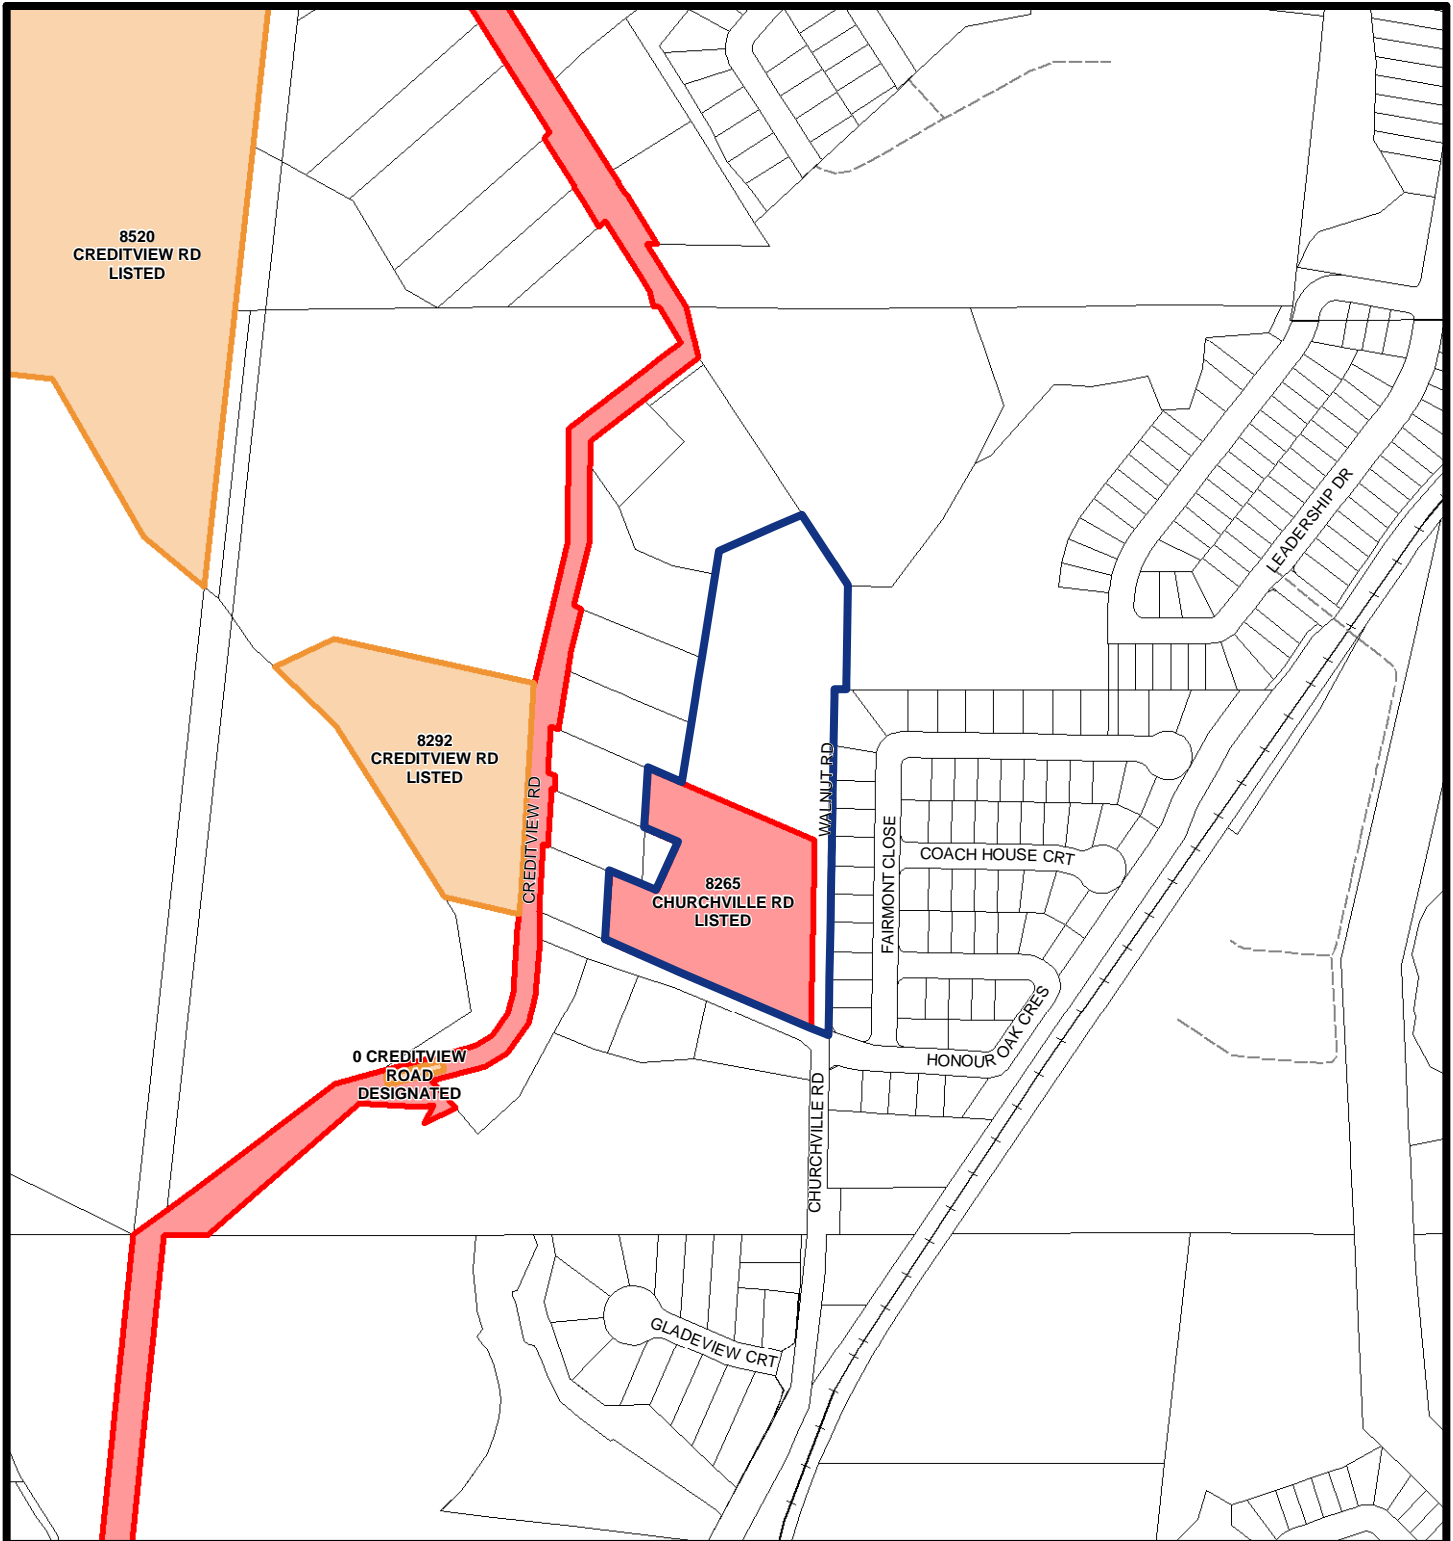 8520
CREDITVIEW RD
LISTED
LEADERSHIP DR
8292
CREDITVIEW RD
LISTED
CREDITVIEW RD
WALNUT RD
FAIRMONT CLOSE
COACH HOUSE CRT
8265
CHURCHVILLE RD
LISTED
HONOUR OAK CRES
0 CREDITVIEW
ROAD
DESIGNATED
CHURCHVILLE RD
GLADEVIEW CRT